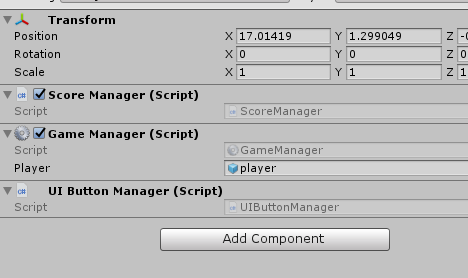 Transform
Position X 17.01419 Y 1.299049 Z
Rotation X 0 Y 0 Z 0
Scale X 1 Y 1 Z 1
Score Manager (Script)
Script ScoreManager
Game Manager (Script)
Script GameManager
Player player
UI Button Manager (Script)
Script UIButtonManager
Add Component